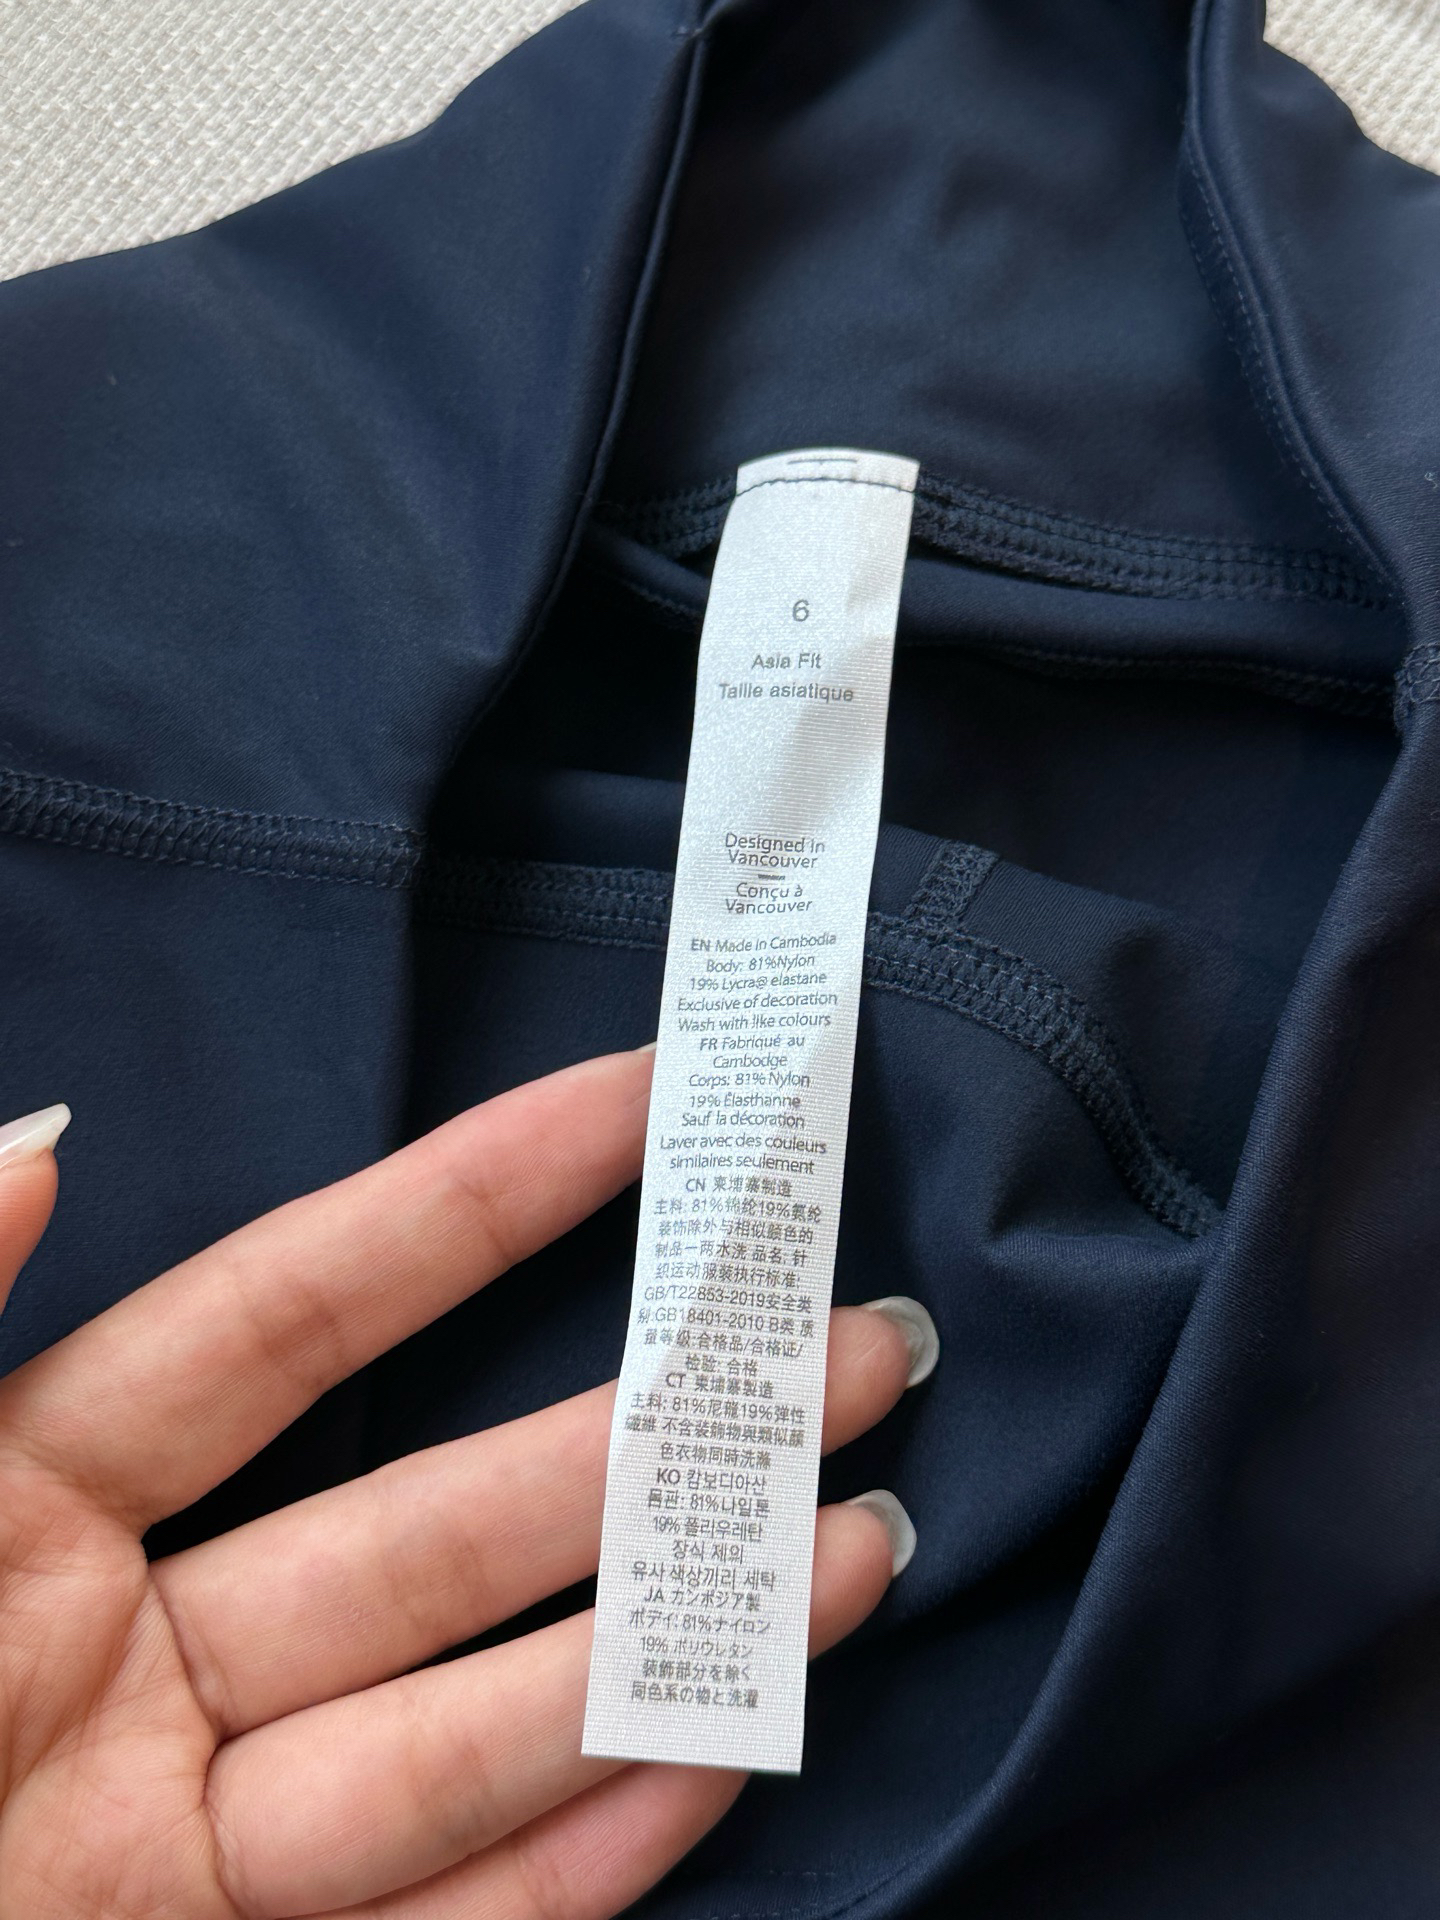 6
Asia Fit
Taille asiatique
Designed in
Vancouver
Conçu à
Vancouver
EN Made in Cambodia
Body: 81%Nylon
19% Lycra® elastane
Exclusive of decoration
Wash with like colours
FR Fabriqué au
Cambodge
Corps: 81% Nylon
19% Élasthanne
Sauf la décoration
Laver avec des couleurs
similaires seulement
CN 柬埔寨制造
主料: 81%锦纶19%氨纶
装饰除外与相似颜色的
制品一两水洗 品名: 针
织运动服装执行标准:
GB/T22853-2019安全类
别:GB18401-2010 B类 质
量等级:合格品/合格证/
检验: 合格
CT 柬埔寨製造
主料: 81%尼龍19%弹性
纖維 不含装飾物與類似顏
色衣物同時洗滌
KO 캄보디아산
몸판: 81%나일론
19% 폴리우레탄
장식 제외
유사 색상끼리 세탁
JA カンボジア製
ボディ: 81%ナイロン
19% ポリウレタン
装飾部分を除く
同色系の物と洗濯